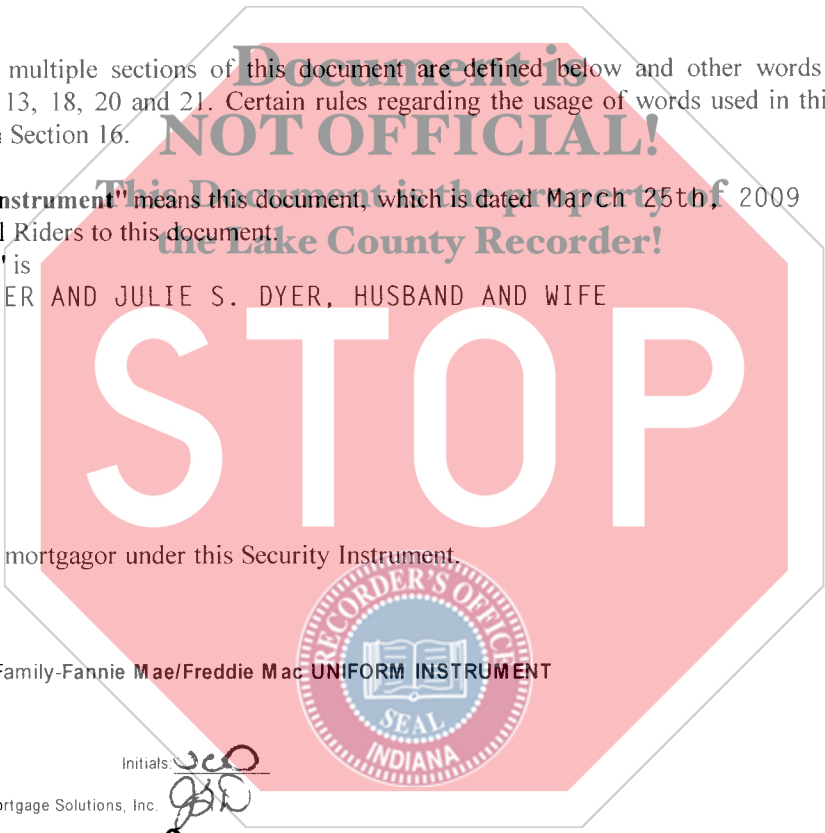 Document is
multiple sections of this document are defined below and other words
13, 18, 20 and 21. Certain rules regarding the usage of words used in thi
Section 16.
NOT OFFICIAL!
nstrument" means this document, which is dated March 25th, 2009
This Document is the property of
l Riders to this document.
the Lake County Recorder!
" is
ER AND JULIE S. DYER, HUSBAND AND WIFE
STOP
mortgagor under this Security Instrument.
RECORDER'S OFFICE
Family-Fannie Mae/Freddie Mac UNIFORM INSTRUMENT
SEAL
INDIANA
Initials:
ortgage Solutions, Inc.